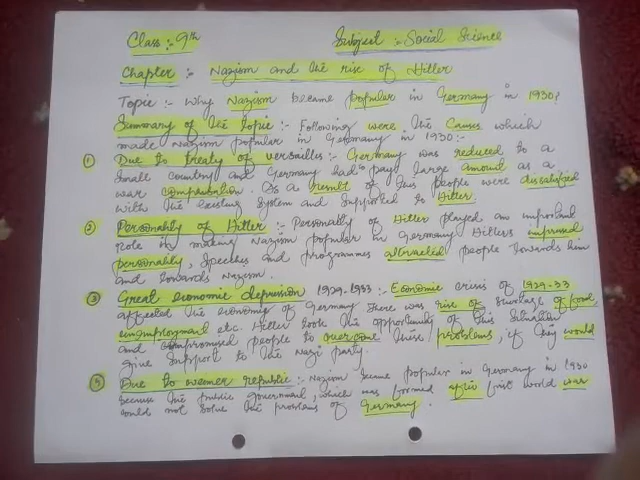 Class :- 9th Subject :- Social Science
Chapter :- Nazism and the rise of Hitler
Topic :- Why Nazism became popular in Germany in 1930?
Summary of the topic :- Following were the causes which
made Nazism popular in Germany in 1930 :-
① Due to treaty of versailles :- Germany was reduced to a
small country and Germany had to pay large amount as a
war compensation. As a result of this people were dissatisfied
with the existing system and supported to Hitler.
② Personality of Hitler :- Personality of Hitler played an important
role in making Nazism popular in Germany Hitlers
personality, speeches and programmes attracted people towards him
and towards Nazism.
③ Great economic depression 1929-1933 :- Economic crisis of 1929-33
affected the economy of Germany there was rise of shortage of food
unemployment etc. Hitler took the opportunity of this situation
and people to these problems, if they would
give support to the Nazi party.
Due to republic :- Nazism became popular in Germany in 1930
because the public government, which was formed first world war
could not solve the problems of Germany.